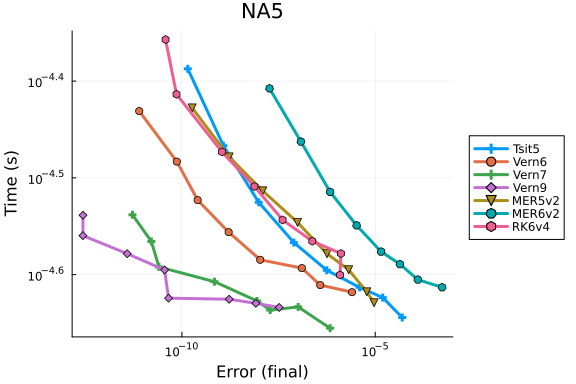 NA5
10⁻⁴·⁴
10⁻⁴·⁵
10⁻⁴·⁶
Time (s)
10⁻¹⁰
10⁻⁵
Error (final)
Tsit5
Vern6
Vern7
Vern9
MER5v2
MER6v2
RK6v4